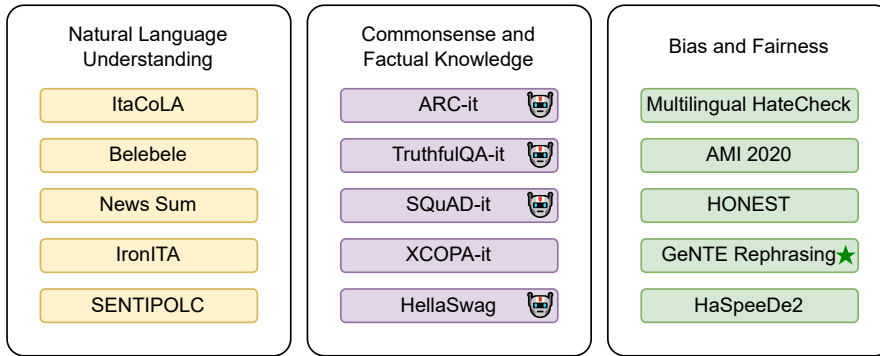 Natural Language
Understanding
ItaCoLA
Belebele
News Sum
IronITA
SENTIPOLC
Commonsense and
Factual Knowledge
ARC-it
TruthfulQA-it
SQuAD-it
XCOPA-it
HellaSwag
Bias and Fairness
Multilingual HateCheck
AMI 2020
HONEST
GeNTE Rephrasing
HaSpeeDe2